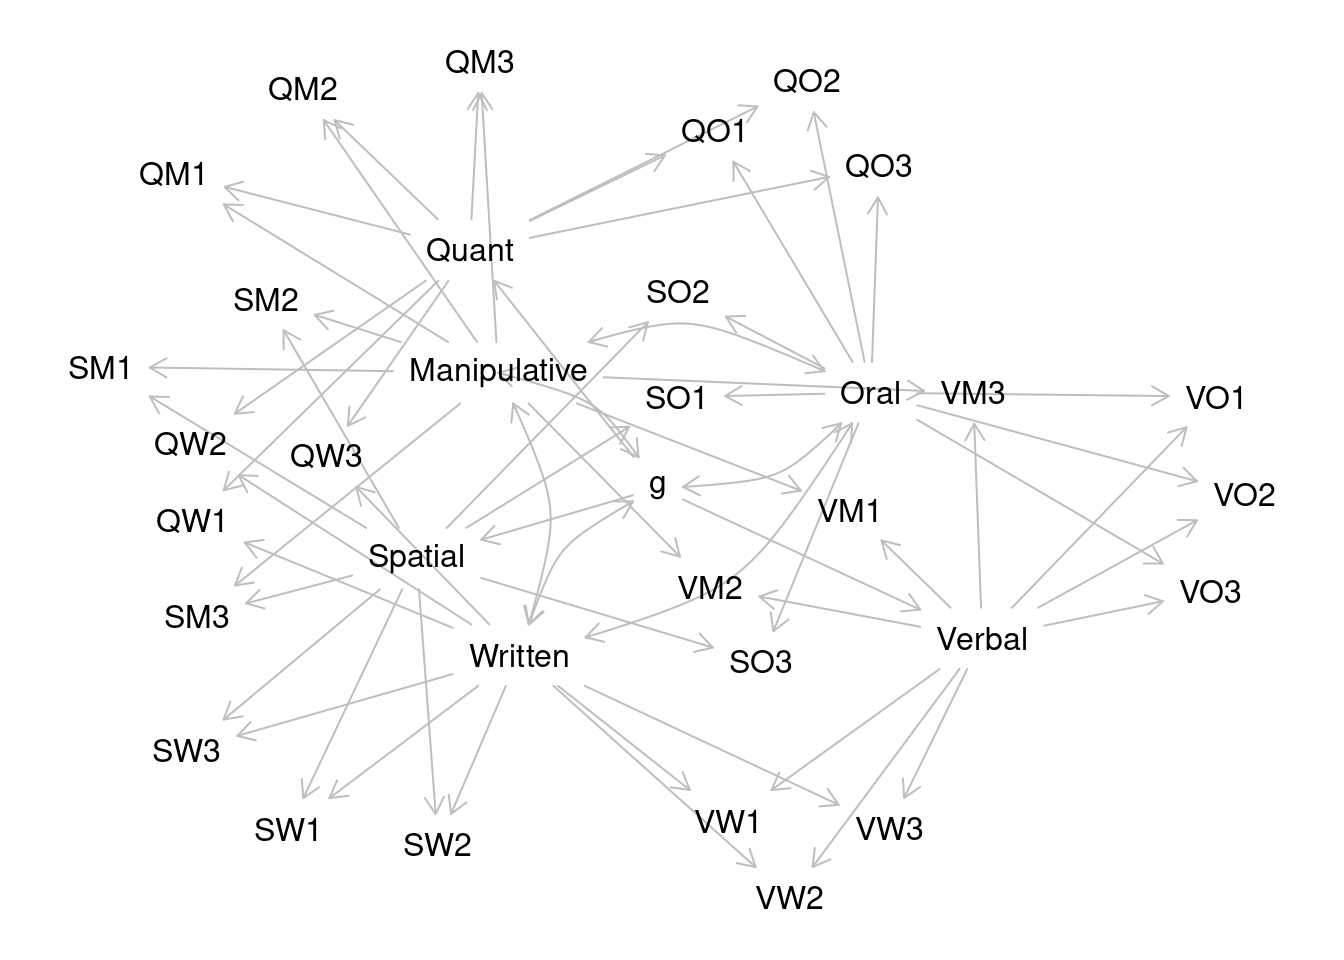 QM3
QM2
QO2
QO1
QM1
QO3
Quant
SM2
SO2
SM1
Manipulative
SO1
Oral
VM3
VO1
QW2
QW3
g
VO2
QW1
VM1
Spatial
VM2
VO3
SM3
Verbal
Written
SO3
SW3
SW1
SW2
VW1
VW3
VW2